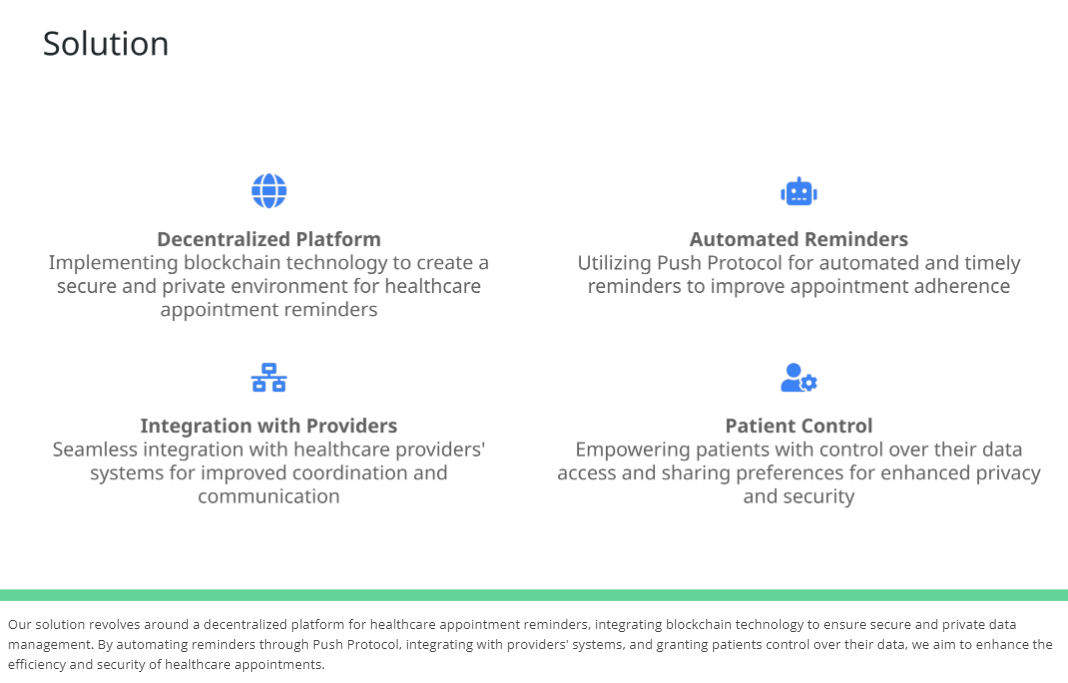 Solution
Decentralized Platform
Implementing blockchain technology to create a
secure and private environment for healthcare
appointment reminders
Automated Reminders
Utilizing Push Protocol for automated and timely
reminders to improve appointment adherence
Integration with Providers
Seamless integration with healthcare providers'
systems for improved coordination and
communication
Patient Control
Empowering patients with control over their data
access and sharing preferences for enhanced privacy
and security
Our solution revolves around a decentralized platform for healthcare appointment reminders, integrating blockchain technology to ensure secure and private data
management. By automating reminders through Push Protocol, integrating with providers' systems, and granting patients control over their data, we aim to enhance the
efficiency and security of healthcare appointments.